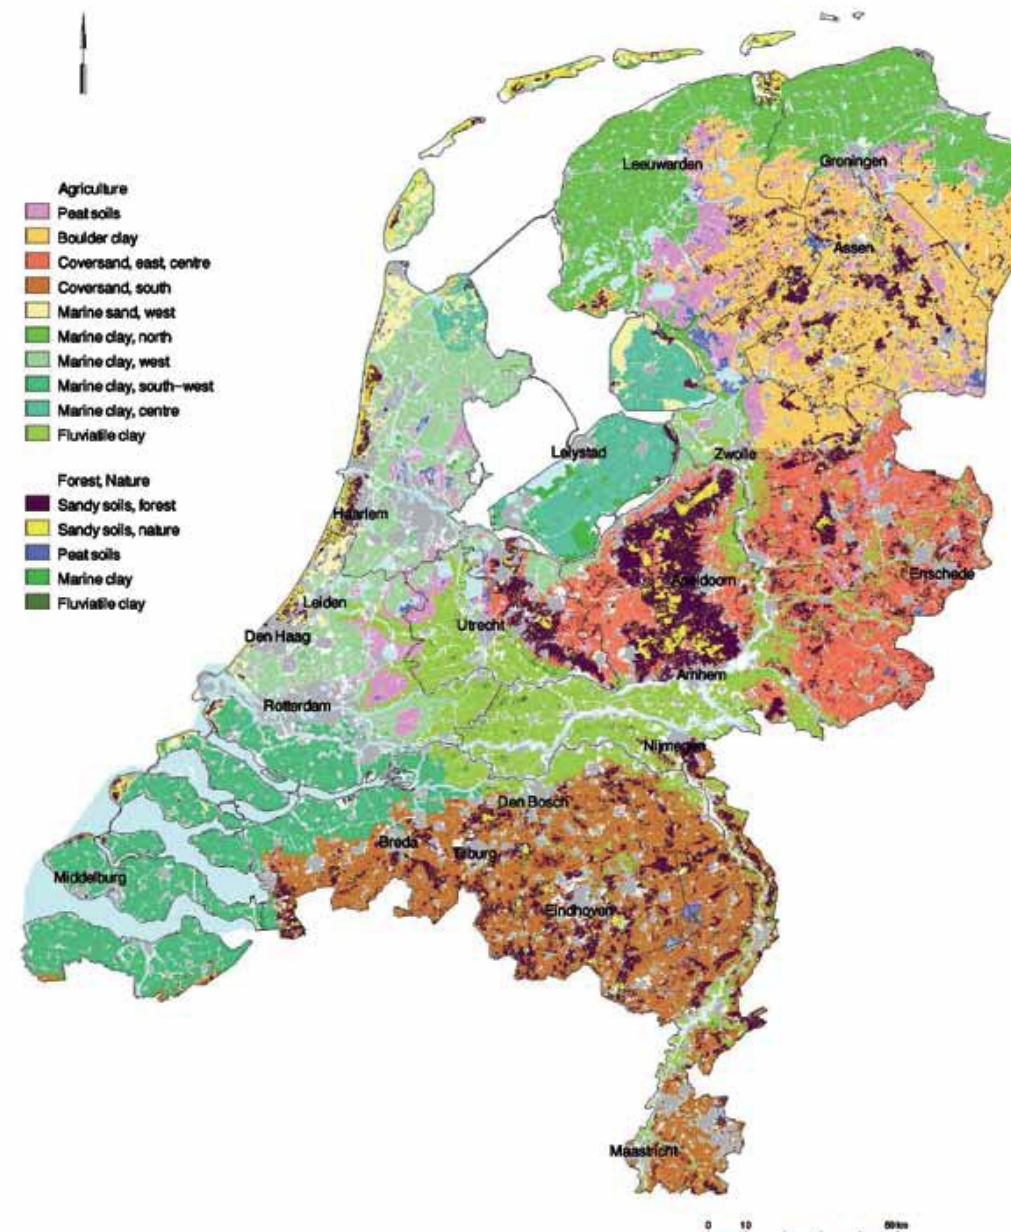 Agriculture
Peat soils
Boulder clay
Coversand, east, centre
Coversand, south
Marine sand, west
Marine clay, north
Marine clay, west
Marine clay, south-west
Marine clay, centre
Fluviatile clay
Forest, Nature
Sandy soils, forest
Sandy soils, nature
Peat soils
Marine clay
Fluviatile clay
Leeuwarden
Groningen
Assen
Lelystad
Zwolle
Haarlem
Apeldoorn
Enschede
Leiden
Utrecht
Den Haag
Arnhem
Rotterdam
Nijmegen
Den Bosch
Breda
Tilburg
Middelburg
Eindhoven
Maastricht
0 10 50 km